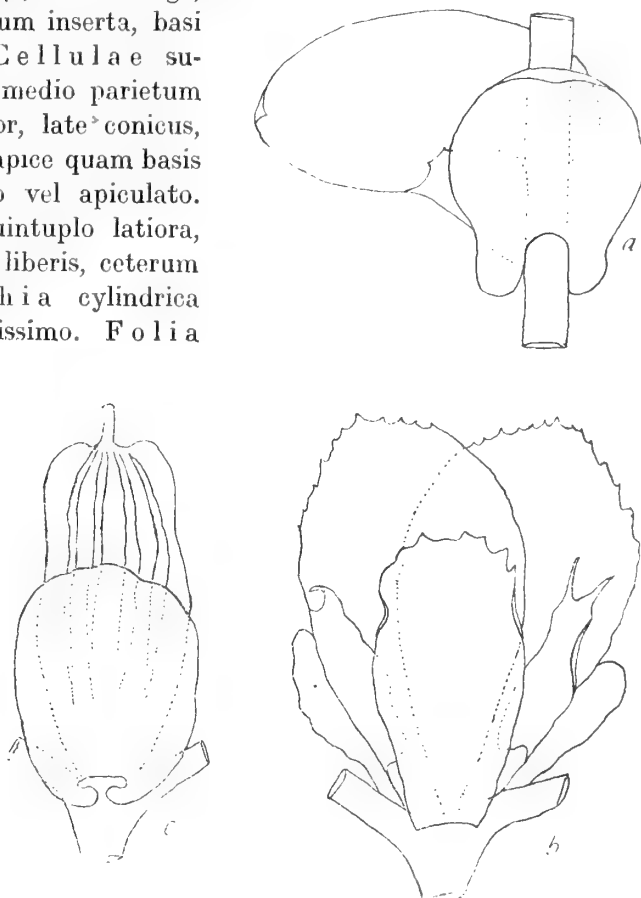 um inserta, basi
Cellulae su-
medio parietum
or, late conicus,
apice quam basis
o vel apiculato.
uintuplo latiora,
liberis, ceterum
hia cylindrica
issimo. Folia
a
c
b